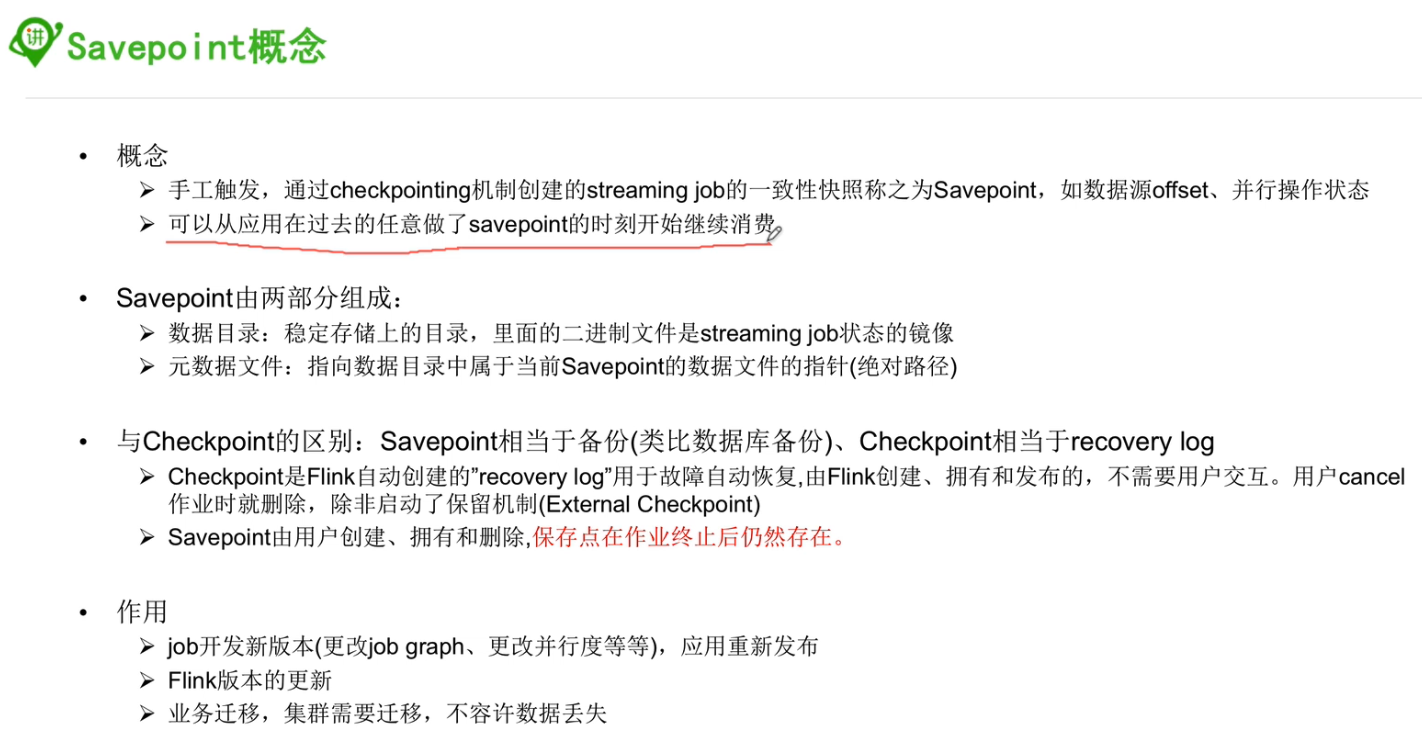 讲 Savepoint概念
• 概念
➢ 手工触发，通过checkpointing机制创建的streaming job的一致性快照称之为Savepoint，如数据源offset、并行操作状态
➢ 可以从应用在过去的任意做了savepoint的时刻开始继续消费
• Savepoint由两部分组成：
➢ 数据目录：稳定存储上的目录，里面的二进制文件是streaming job状态的镜像
➢ 元数据文件：指向数据目录中属于当前Savepoint的数据文件的指针(绝对路径)
• 与Checkpoint的区别：Savepoint相当于备份(类比数据库备份)、Checkpoint相当于recovery log
➢ Checkpoint是Flink自动创建的”recovery log”用于故障自动恢复,由Flink创建、拥有和发布的，不需要用户交互。用户cancel
作业时就删除，除非启动了保留机制(External Checkpoint)
➢ Savepoint由用户创建、拥有和删除,保存点在作业终止后仍然存在。
• 作用
➢ job开发新版本(更改job graph、更改并行度等等)，应用重新发布
➢ Flink版本的更新
➢ 业务迁移，集群需要迁移，不容许数据丢失